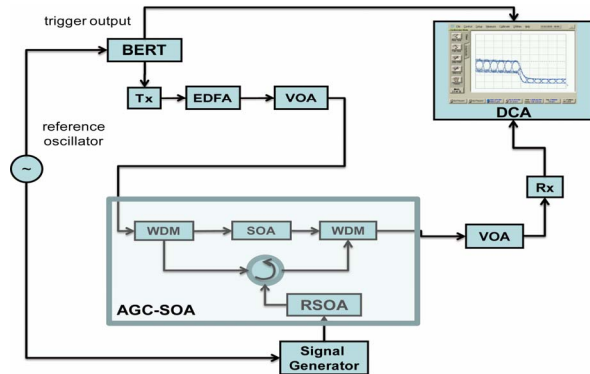 trigger output
BERT
Tx
EDFA
VOA
DCA
reference
oscillator
~
Rx
WDM
SOA
WDM
VOA
AGC-SOA
RSOA
Signal
Generator